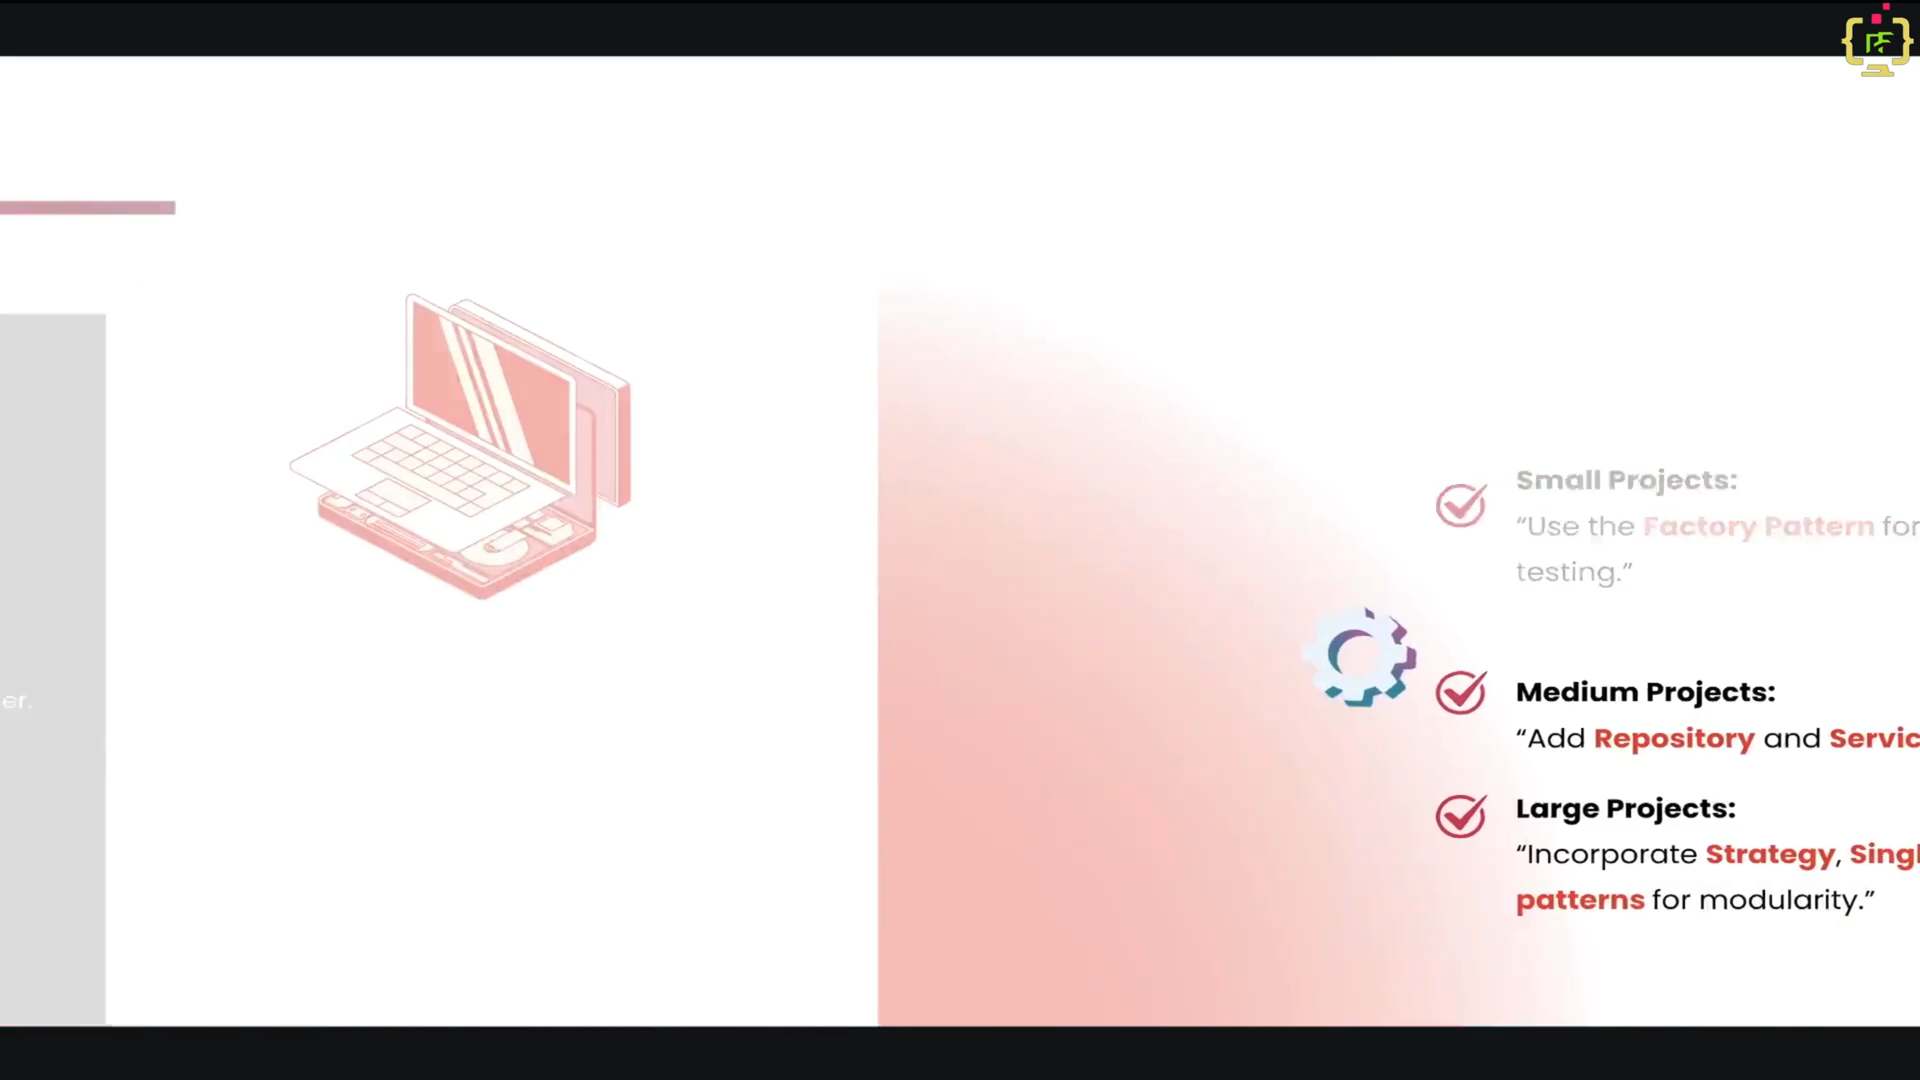 er.
Small Projects:
“Use the Factory Pattern for
testing.”
Medium Projects:
“Add Repository and Servic
Large Projects:
“Incorporate Strategy, Singl
patterns for modularity.”